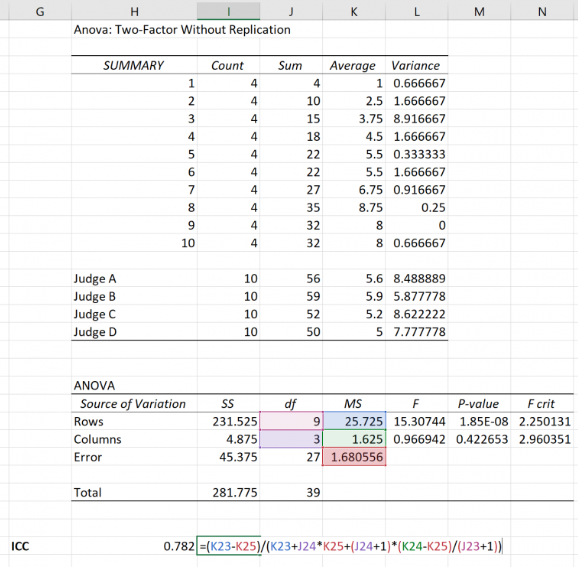 G H I J K L M N
Anova: Two-Factor Without Replication
SUMMARY Count Sum Average Variance
1 4 4 1 0.666667
2 4 10 2.5 1.666667
3 4 15 3.75 8.916667
4 4 18 4.5 1.666667
5 4 22 5.5 0.333333
6 4 22 5.5 1.666667
7 4 27 6.75 0.916667
8 4 35 8.75 0.25
9 4 32 8 0
10 4 32 8 0.666667
Judge A 10 56 5.6 8.488889
Judge B 10 59 5.9 5.877778
Judge C 10 52 5.2 8.622222
Judge D 10 50 5 7.777778
ANOVA
Source of Variation SS df MS F P-value F crit
Rows 231.525 9 25.725 15.30744 1.85E-08 2.250131
Columns 4.875 3 1.625 0.966942 0.422653 2.960351
Error 45.375 27 1.680556
Total 281.775 39
ICC 0.782 =(K23-K25)/(K23+J24*K25+(J24+1)*(K24-K25)/(J23+1))